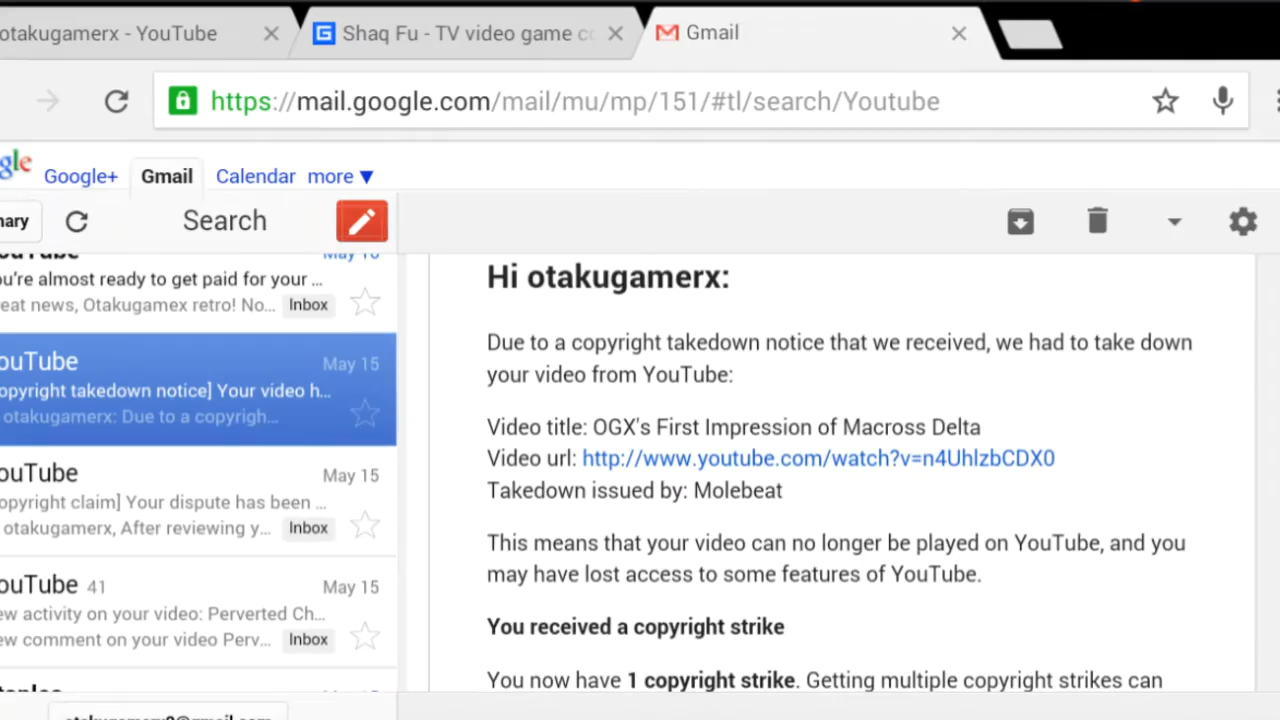 otakugamerx - YouTube
Shaq Fu - TV video game co
Gmail
https://mail.google.com/mail/mu/mp/151/#tl/search/Youtube
gle Google+ Gmail Calendar more ▼
nary
Search
ouTube May 16
ou're almost ready to get paid for your …
eat news, Otakugamex retro! No… Inbox
ouTube May 15
opyright takedown notice] Your video h…
otakugamerx: Due to a copyrigh…
ouTube May 15
opyright claim] Your dispute has been …
otakugamerx, After reviewing y… Inbox
ouTube 41 May 15
ew activity on your video: Perverted Ch…
ew comment on your video Perv… Inbox
Hi otakugamerx:
Due to a copyright takedown notice that we received, we had to take down
your video from YouTube:
Video title: OGX's First Impression of Macross Delta
Video url: http://www.youtube.com/watch?v=n4UhlzbCDX0
Takedown issued by: Molebeat
This means that your video can no longer be played on YouTube, and you
may have lost access to some features of YouTube.
You received a copyright strike
You now have 1 copyright strike. Getting multiple copyright strikes can